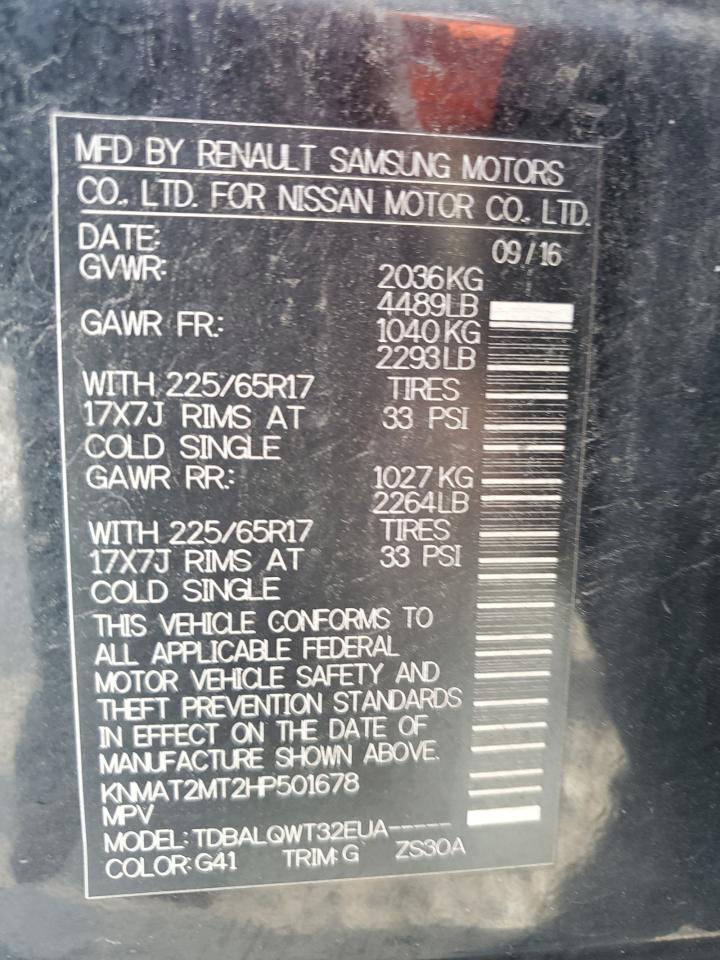 MFD BY RENAULT SAMSUNG MOTORS
CO., LTD. FOR NISSAN MOTOR CO., LTD.
DATE: 09/16
GVWR: 2036KG
4489LB
GAWR FR.: 1040KG
2293LB
WITH 225/65R17 TIRES
17X7J RIMS AT 33 PSI
COLD SINGLE
GAWR RR.: 1027KG
2264LB
WITH 225/65R17 TIRES
17X7J RIMS AT 33 PSI
COLD SINGLE
THIS VEHICLE CONFORMS TO
ALL APPLICABLE FEDERAL
MOTOR VEHICLE SAFETY AND
THEFT PREVENTION STANDARDS
IN EFFECT ON THE DATE OF
MANUFACTURE SHOWN ABOVE.
KNMAT2MT2HP501678
MPV
MODEL: TDBALQWT32EUA-----
COLOR: G41 TRIM: G ZS30A